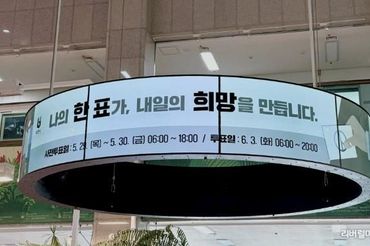 나의 한 표가, 내일의 희망을 만듭니다.
사전투표일 : 5. 29. (목) ~ 5. 30. (금) 06:00 ~ 18:00 / 투표일 : 6. 3. (화) 06:00 ~ 20:00